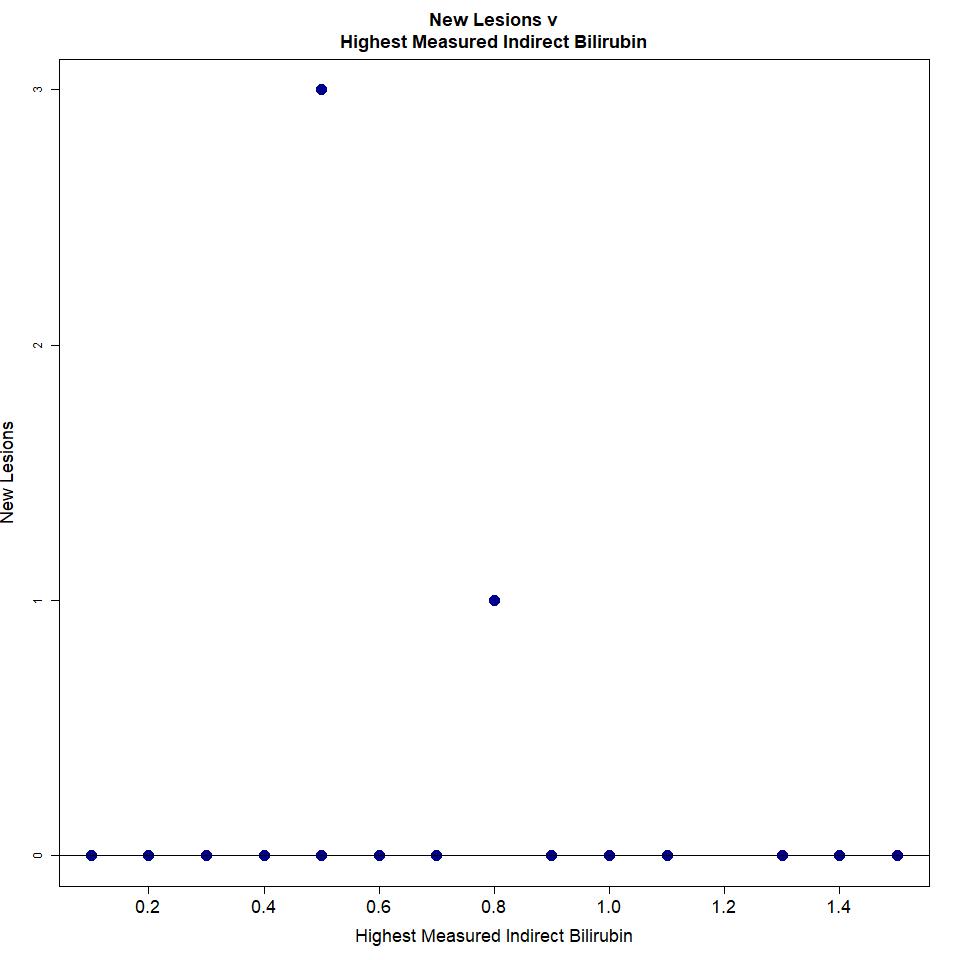 New Lesions v
Highest Measured Indirect Bilirubin
3
2
1
0
New Lesions
0.2 0.4 0.6 0.8 1.0 1.2 1.4
Highest Measured Indirect Bilirubin